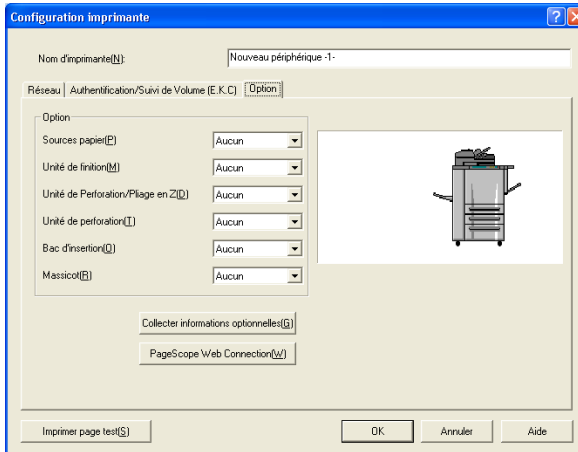 Configuration imprimante
Nom d'imprimante(N): Nouveau périphérique -1-
Réseau Authentification/Suivi de Volume (E.K.C) Option
Option
Sources papier(P) Aucun
Unité de finition(M) Aucun
Unité de Perforation/Pliage en Z(D) Aucun
Unité de perforation(T) Aucun
Bac d'insertion(O) Aucun
Massicot(R) Aucun
Collecter informations optionnelles(G)
PageScope Web Connection(W)
Imprimer page test(S) OK Annuler Aide